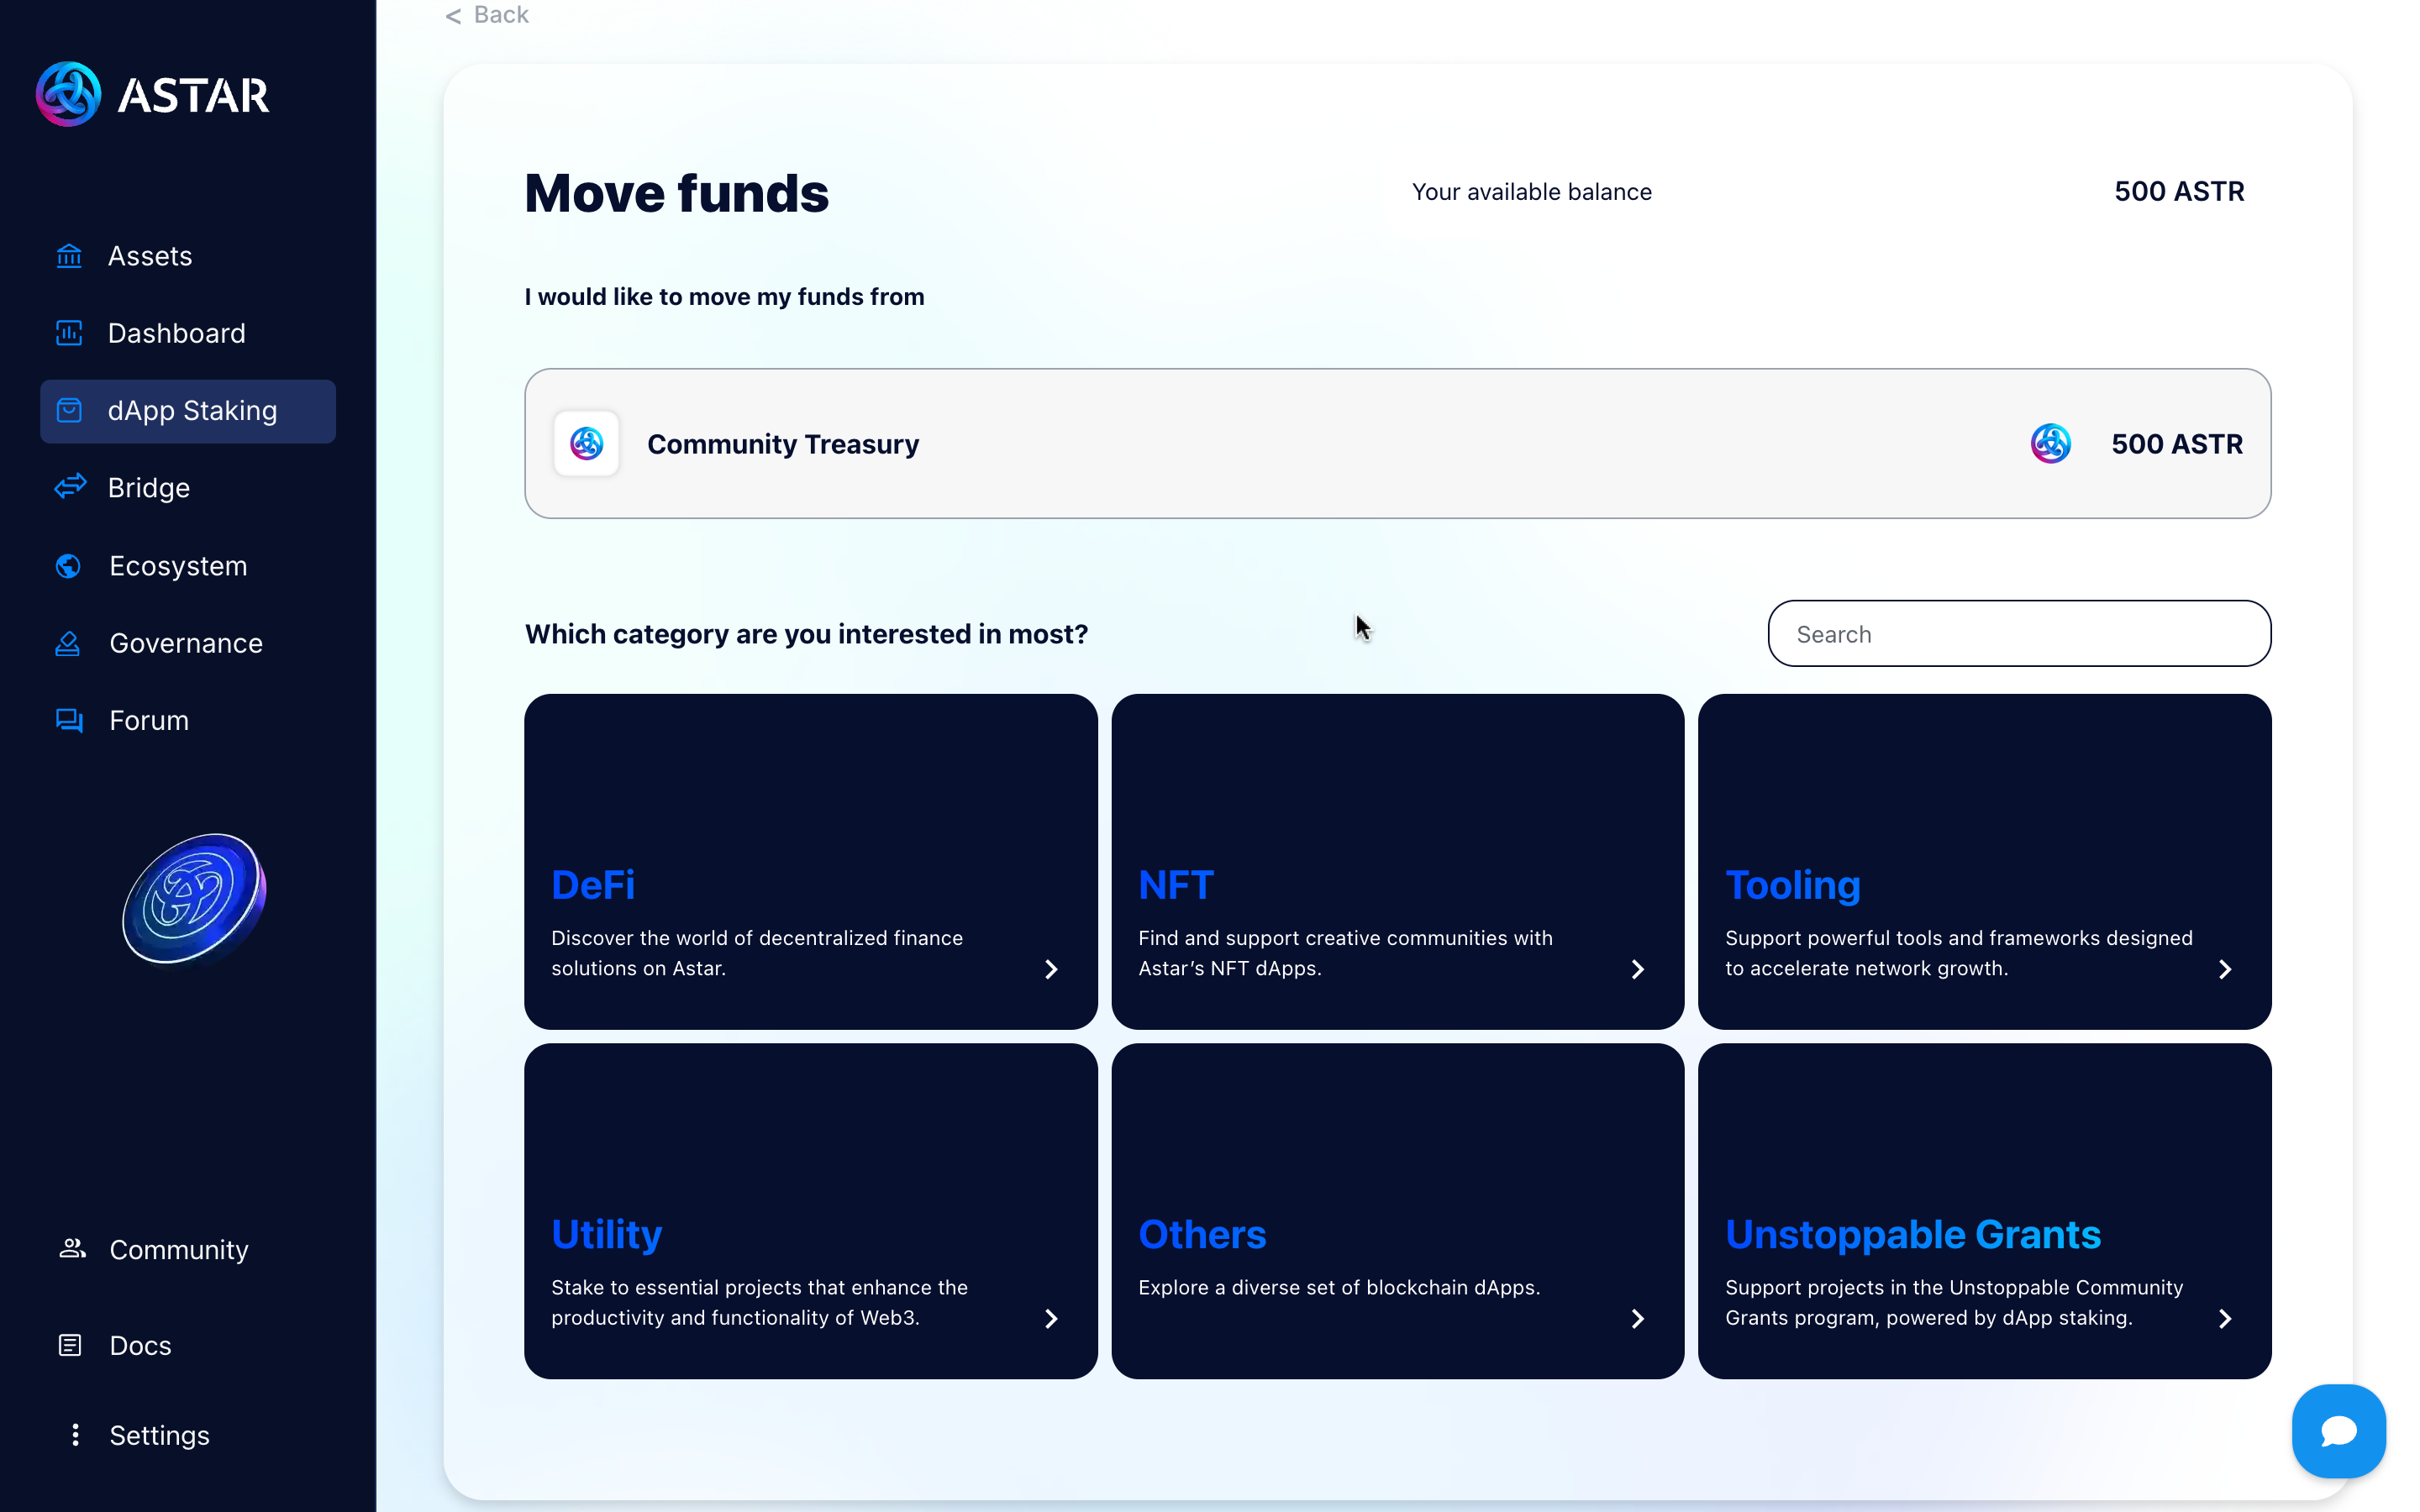 < Back
ASTAR
Assets
Dashboard
dApp Staking
Bridge
Ecosystem
Governance
Forum
Community
Docs
Settings
Move funds
Your available balance
500 ASTR
I would like to move my funds from
Community Treasury
500 ASTR
Which category are you interested in most?
Search
DeFi
Discover the world of decentralized finance
solutions on Astar.
NFT
Find and support creative communities with
Astar’s NFT dApps.
Tooling
Support powerful tools and frameworks designed
to accelerate network growth.
Utility
Stake to essential projects that enhance the
productivity and functionality of Web3.
Others
Explore a diverse set of blockchain dApps.
Unstoppable Grants
Support projects in the Unstoppable Community
Grants program, powered by dApp staking.